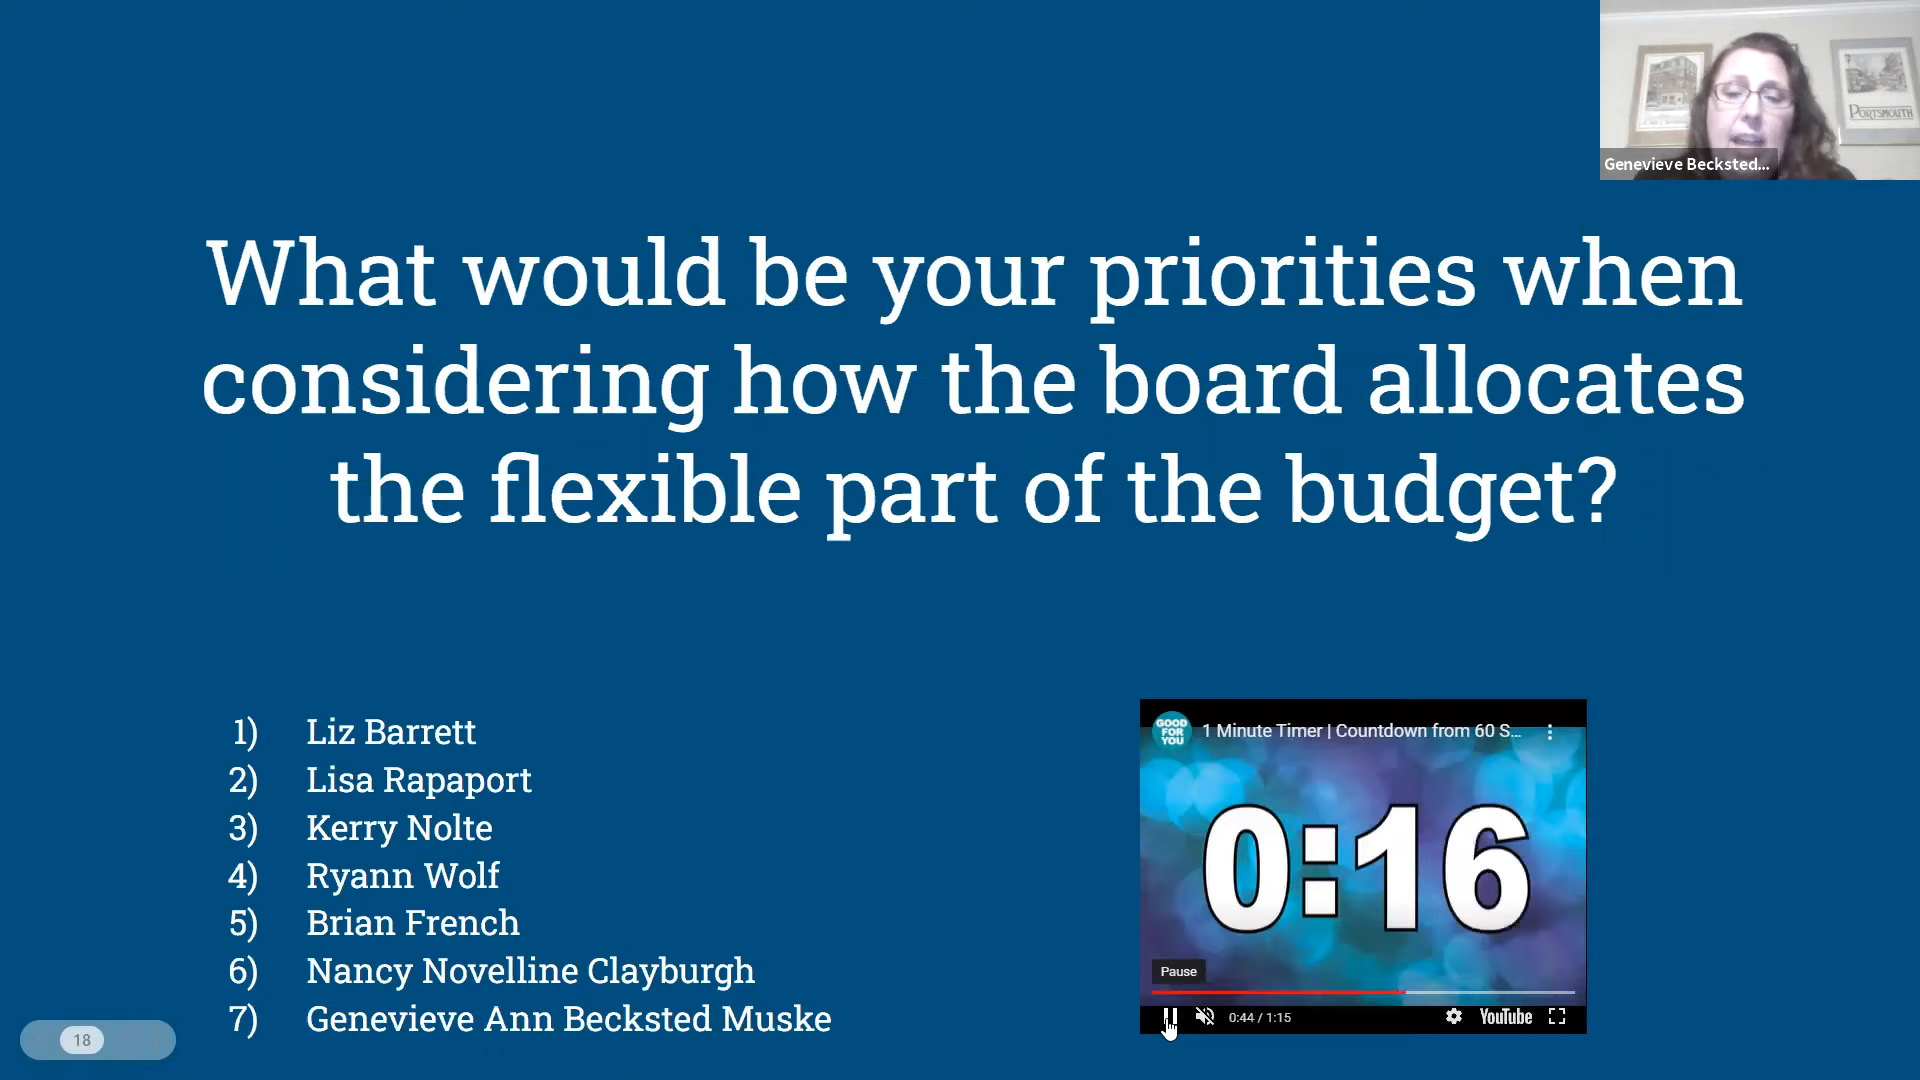 PORTSMOUTH
Genevieve Becksted...
What would be your priorities when
considering how the board allocates
the flexible part of the budget?
1) Liz Barrett
2) Lisa Rapaport
3) Kerry Nolte
4) Ryann Wolf
5) Brian French
6) Nancy Novelline Clayburgh
7) Genevieve Ann Becksted Muske
18
GOOD
FOR
YOU
1 Minute Timer | Countdown from 60 S...
0:16
Pause
0:44 / 1:15
YouTube